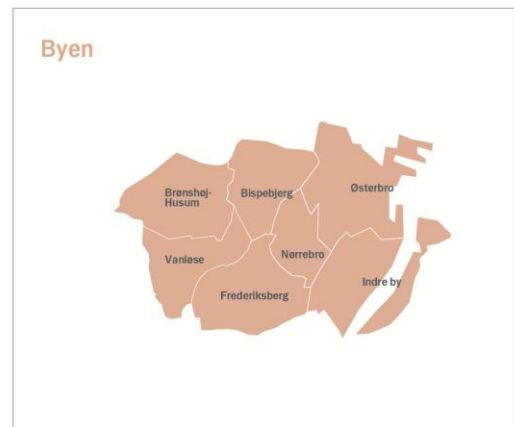 Byen
Brønshøj-
Husum
Bispebjerg
Østerbro
Vanløse
Nørrebro
Frederiksberg
Indre by